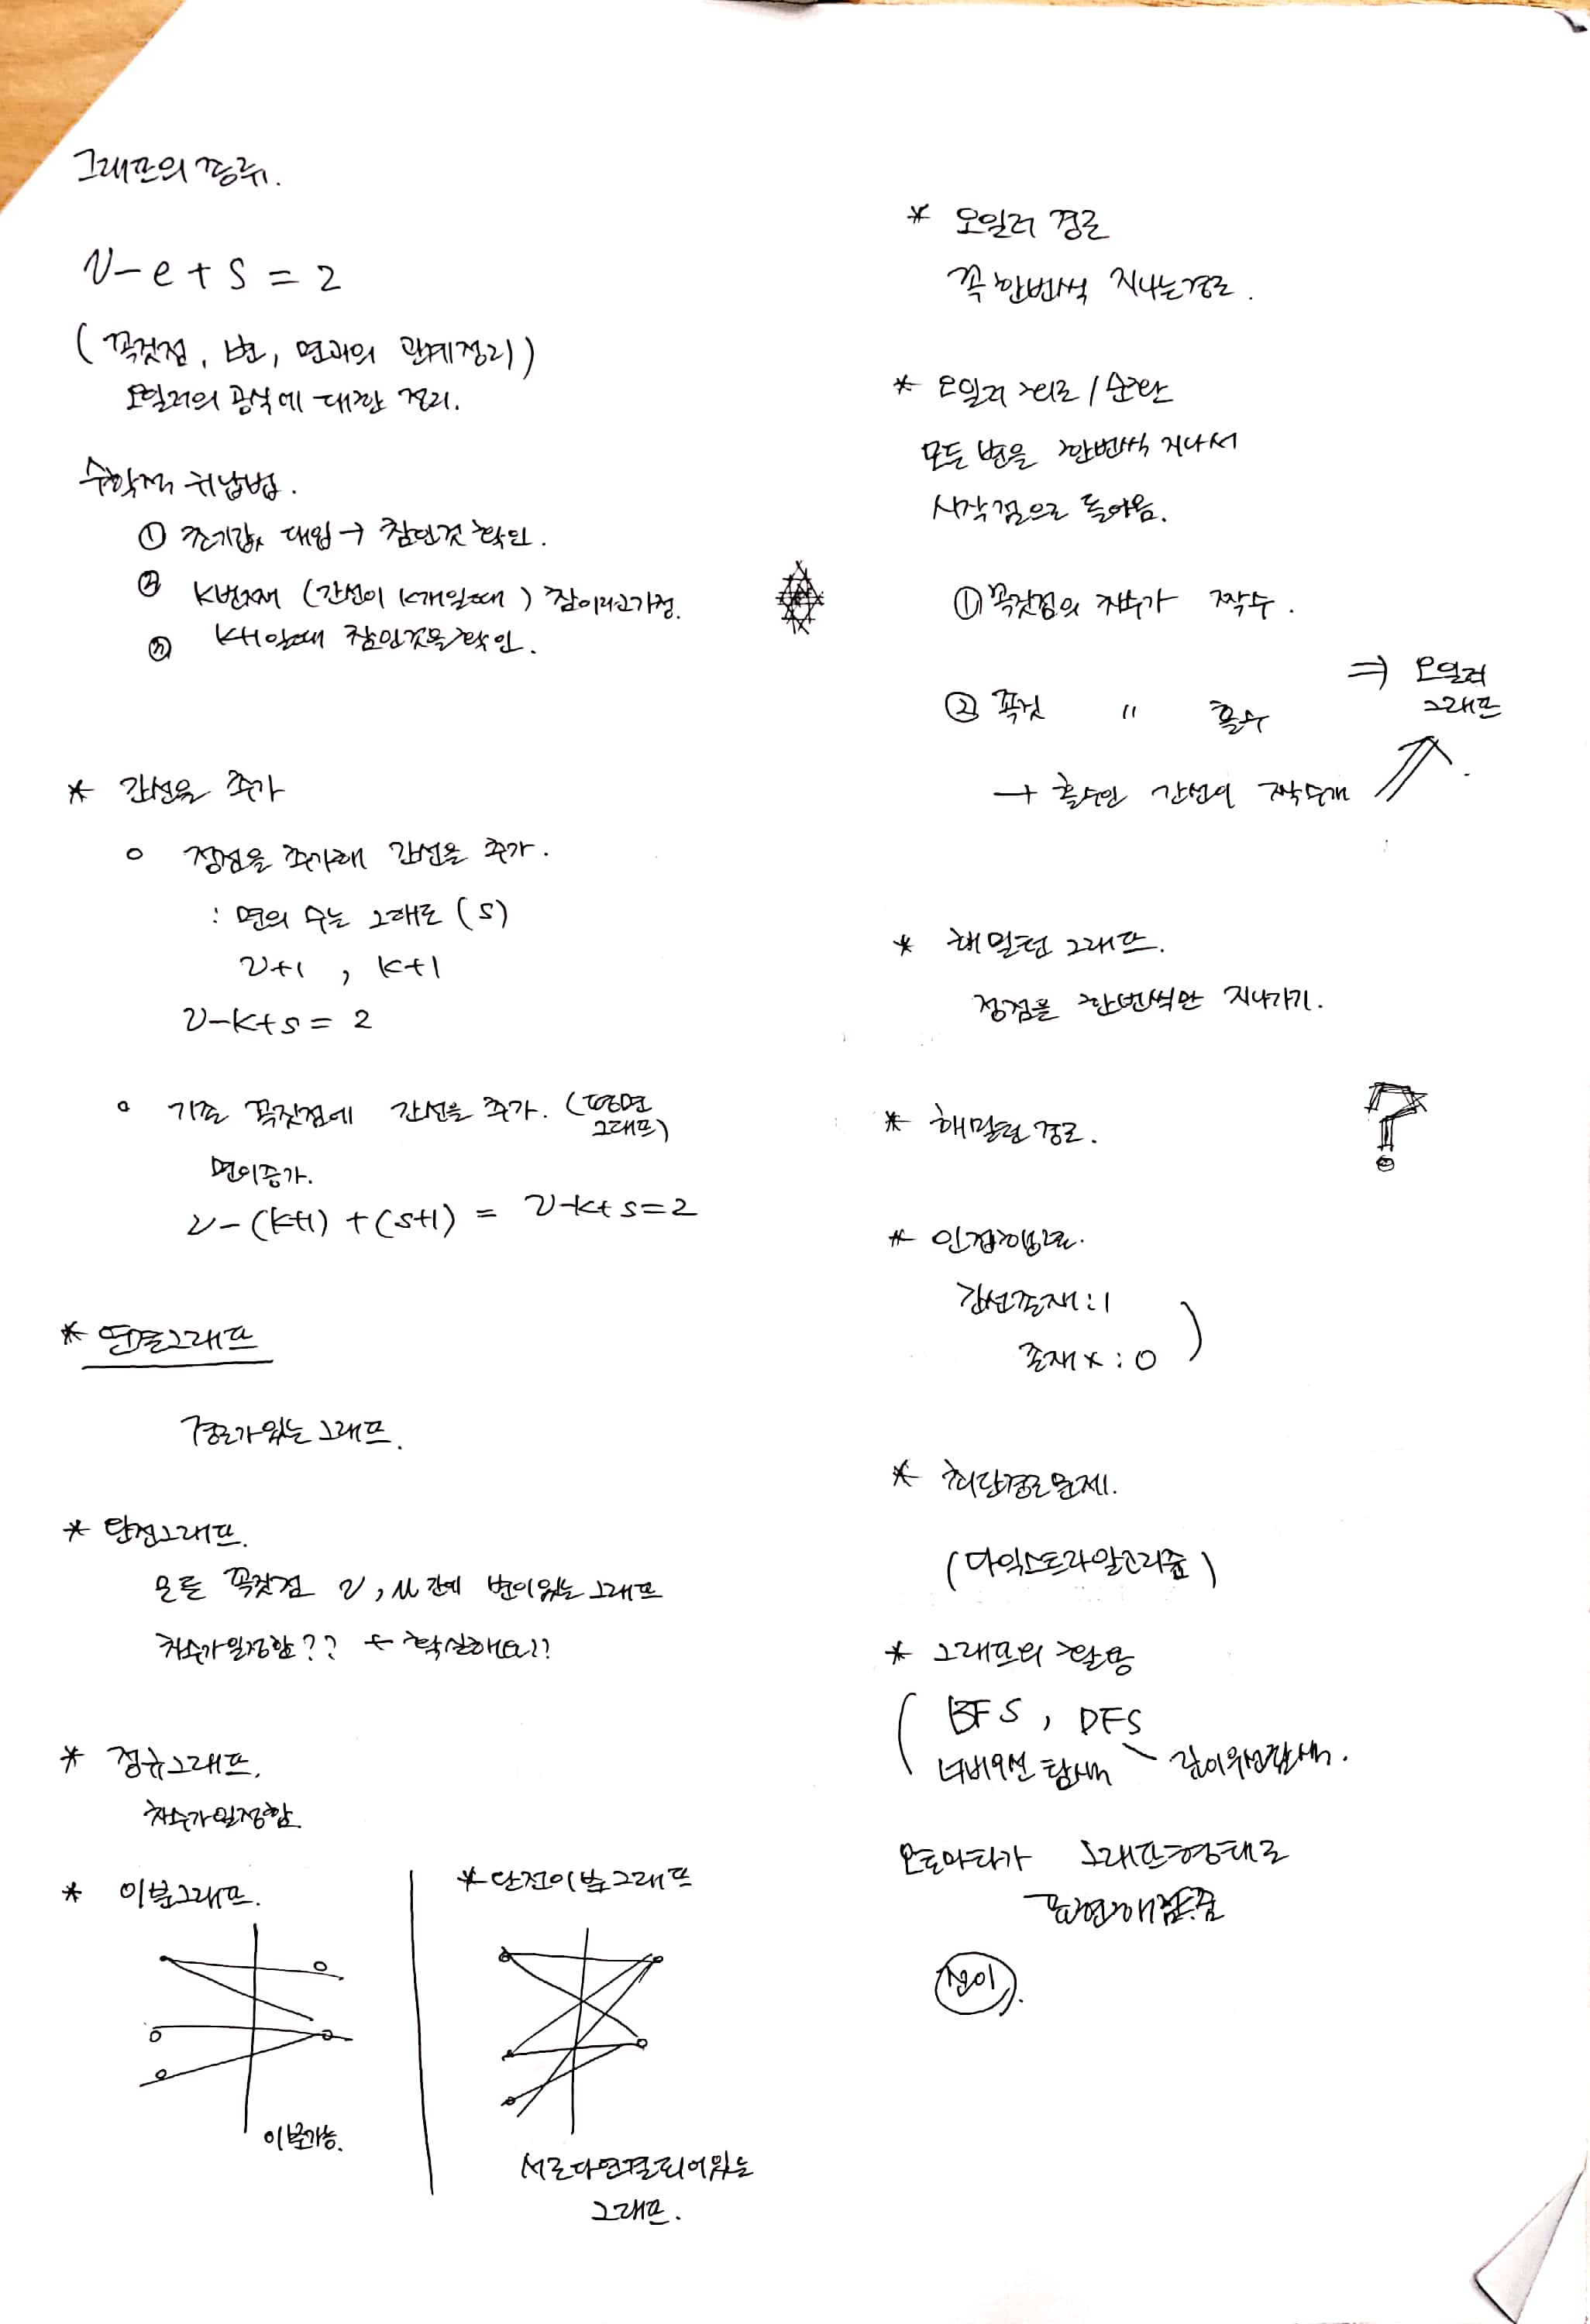 그래프의 종류.
v-e+s=2
(꼭짓점, 변, 면과의 관계정리)
오일러의 공식에 대한 정리.
수학적 귀납법.
① 초기값 대입 → 참인것 확인.
② k번째 (간선이 k개일때) 참이라고가정.
③ k+1일때 참인것을확인.
* 간선을 추가
o 정점을 추가해 간선을 추가.
: 면의 수는 그대로 (s)
v+1 , k+1
v-k+s=2
o 기존 꼭짓점에 간선을 추가. (평면
그래프)
면이증가.
v-(k+1)+(s+1) = v-k+s=2
* 연결그래프
경로가있는 그래프.
* 완전그래프.
모든 꼭짓점 v, u 간에 변이있는 그래프
차수가일정함??
* 정규그래프.
차수가일정함.
* 이분그래프.
이분가능.
* 완전이분그래프
서로다연결되어있는
그래프.
* 오일러 경로
꼭 한번씩 지나는경로.
* 오일러 회로/순환
모든 변을 한번씩 지나서
시작점으로 돌아옴.
① 꼭짓점의 차수가 짝수.
② 꼭짓 〃 홀수
⇒ 오일러
그래프
→ 홀수인 간선이 짝수개
* 해밀턴 그래프.
정점을 한번씩만 지나가기.
* 해밀턴 경로.
?
* 인접행렬.
간선존재:1
존재x:0
* 최단경로문제.
(다익스트라알고리즘)
* 그래프의 활용
BFS, DFS
너비우선 탐색 깊이우선탐색.
오토마타가 그래프형태로
전이.